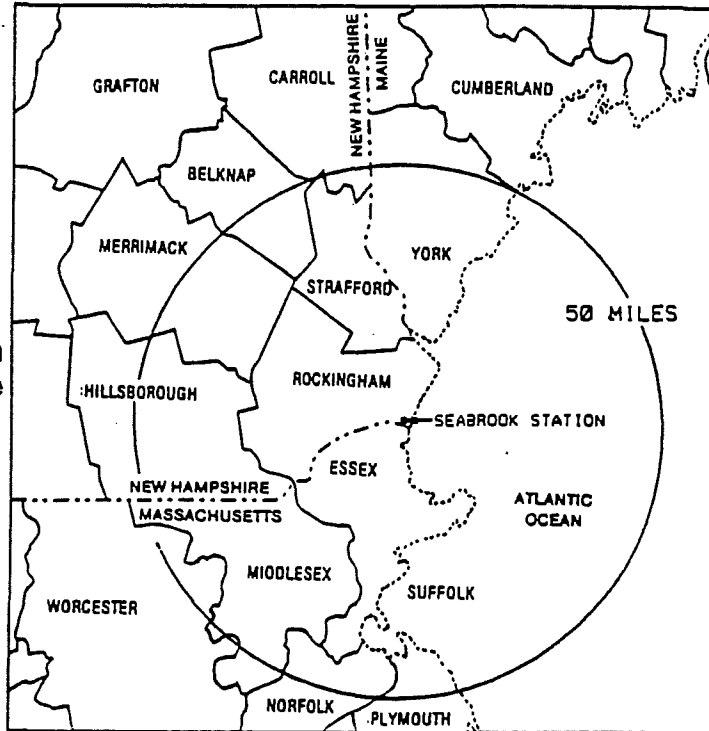 GRAFTON
CARROLL
NEW HAMPSHIRE
MAINE
CUMBERLAND
BELKNAP
MERRIMACK
YORK
STRAFFORD
50 MILES
ROCKINGHAM
:HILLSBOROUGH
SEABROOK STATION
ESSEX
NEW HAMPSHIRE
MASSACHUSETTS
ATLANTIC
OCEAN
MIDDLESEX
SUFFOLK
WORCESTER
NORFOLK
PLYMOUTH